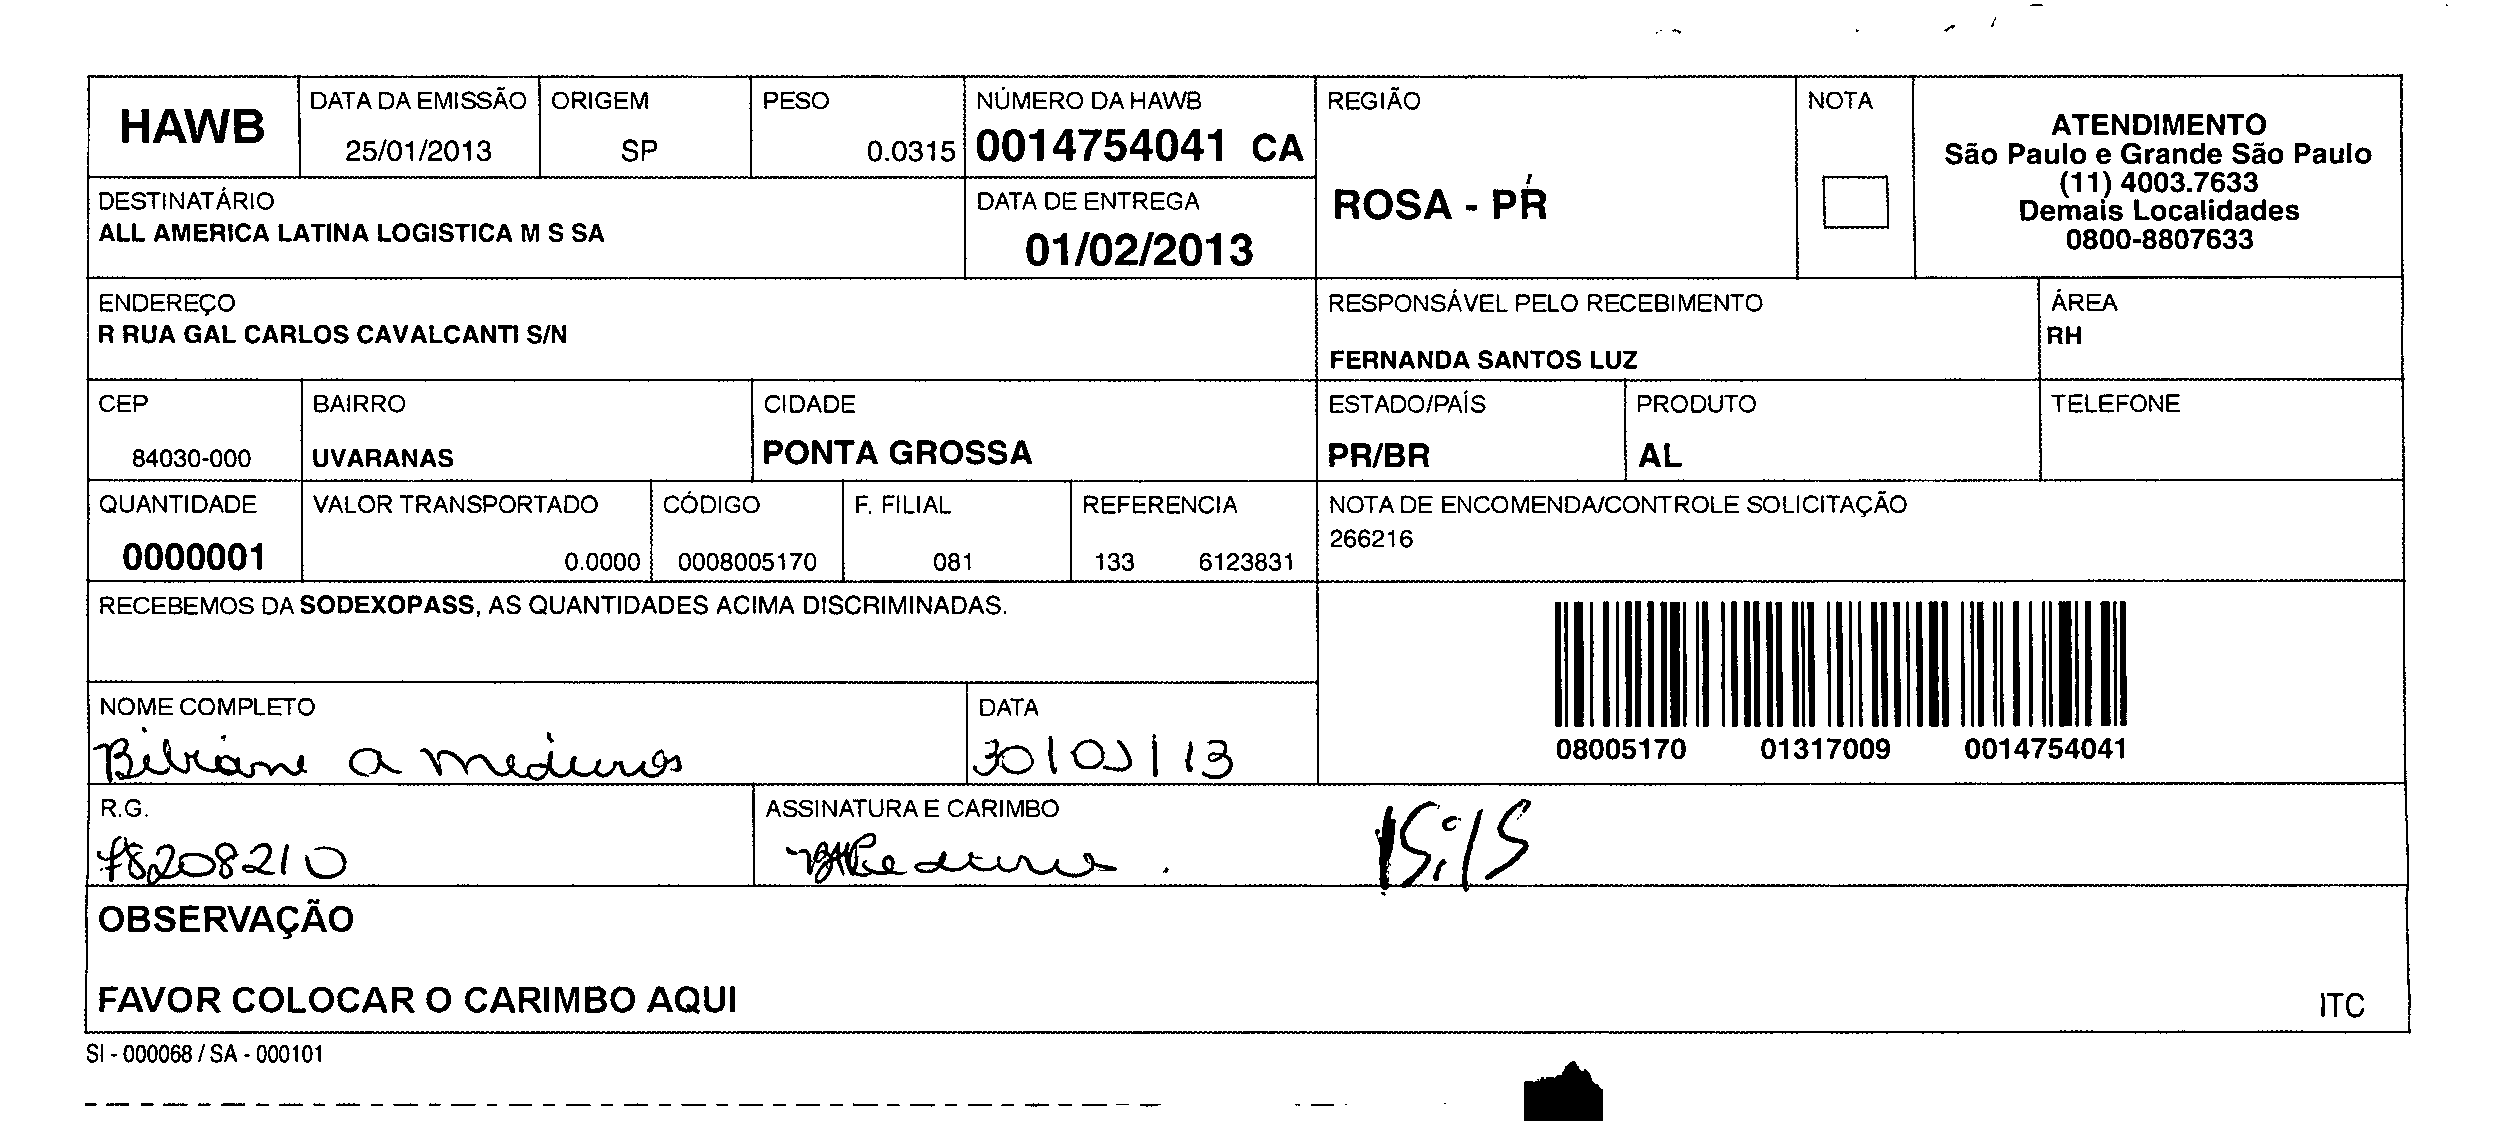 HAWB
DATA DA EMISSÃO
25/01/2013
ORIGEM
SP
PESO
0.0315
NÚMERO DA HAWB
0014754041 CA
REGIÃO
ROSA - PR
NOTA
ATENDIMENTO
São Paulo e Grande São Paulo
(11) 4003.7633
Demais Localidades
0800-8807633
DESTINATÁRIO
ALL AMERICA LATINA LOGISTICA M S SA
DATA DE ENTREGA
01/02/2013
ENDEREÇO
R RUA GAL CARLOS CAVALCANTI S/N
RESPONSÁVEL PELO RECEBIMENTO
FERNANDA SANTOS LUZ
ÁREA
RH
CEP
84030-000
BAIRRO
UVARANAS
CIDADE
PONTA GROSSA
ESTADO/PAÍS
PR/BR
PRODUTO
AL
TELEFONE
QUANTIDADE
0000001
VALOR TRANSPORTADO
0.0000
CÓDIGO
0008005170
F. FILIAL
081
REFERENCIA
133 6123831
NOTA DE ENCOMENDA/CONTROLE SOLICITAÇÃO
266216
RECEBEMOS DA SODEXOPASS, AS QUANTIDADES ACIMA DISCRIMINADAS.
08005170 01317009 0014754041
NOME COMPLETO
a Medeiros
DATA
30/01/13
R.G.
78208210
ASSINATURA E CARIMBO
15:15
OBSERVAÇÃO
FAVOR COLOCAR O CARIMBO AQUI
ITC
SI - 000068 / SA - 000101